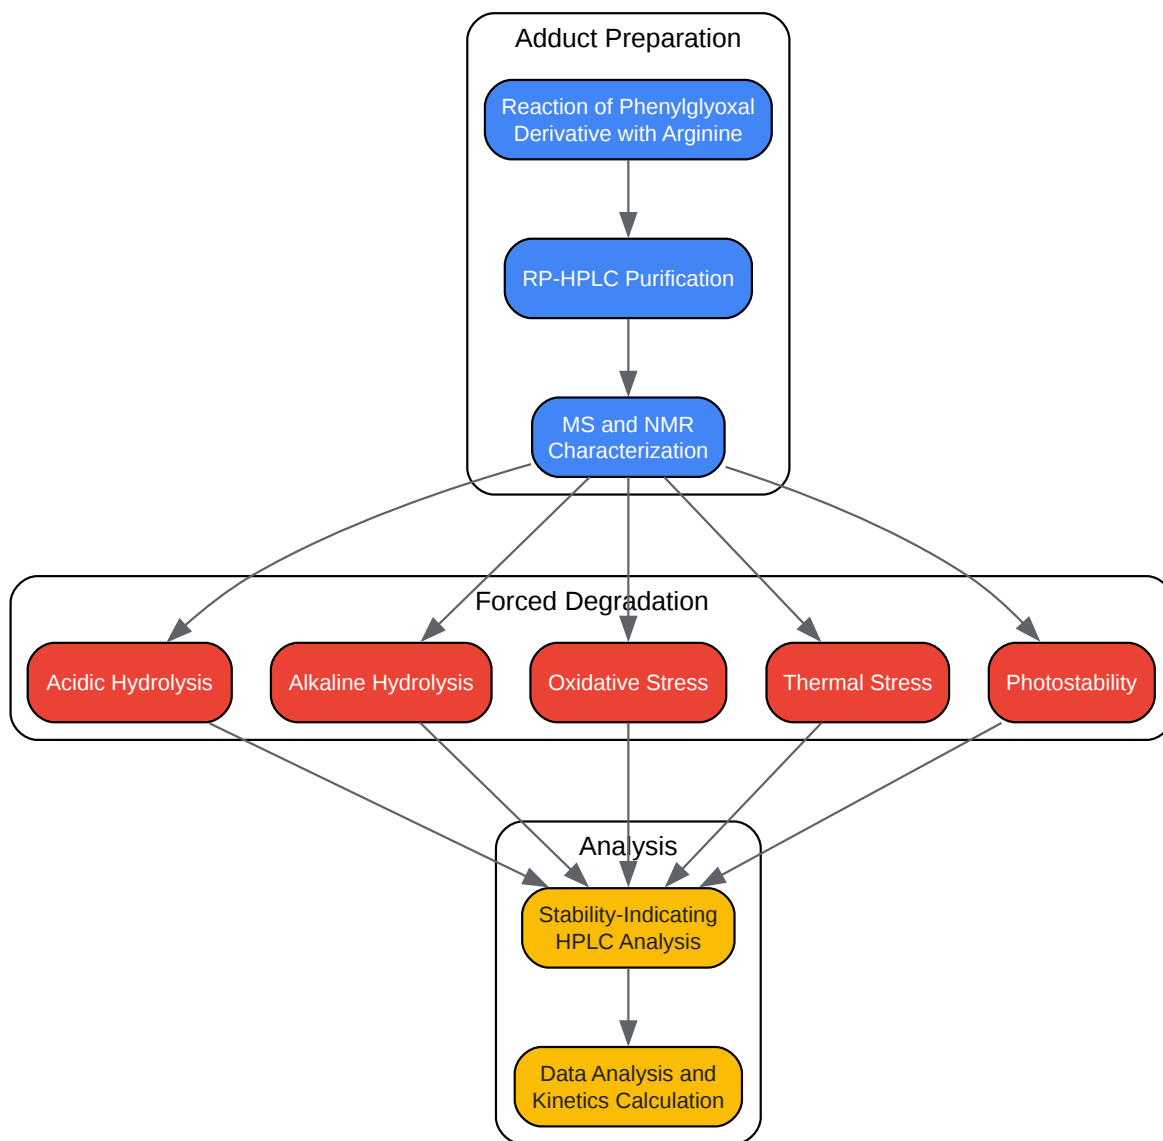 Adduct Preparation
Reaction of Phenylglyoxal
Derivative with Arginine
RP-HPLC Purification
MS and NMR
Characterization
Forced Degradation
Acidic Hydrolysis
Alkaline Hydrolysis
Oxidative Stress
Thermal Stress
Photostability
Analysis
Stability-Indicating
HPLC Analysis
Data Analysis and
Kinetics Calculation